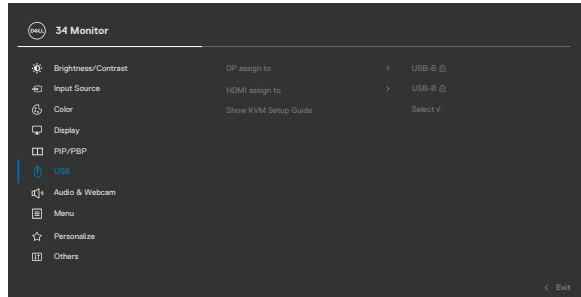 DELL 34 Monitor
Brightness/Contrast DP assign to > USB-B
Input Source HDMI assign to > USB-B
Color Show KVM Setup Guide Select √
Display
PIP/PBP
USB
Audio & Webcam
Menu
Personalize
Others
< Exit